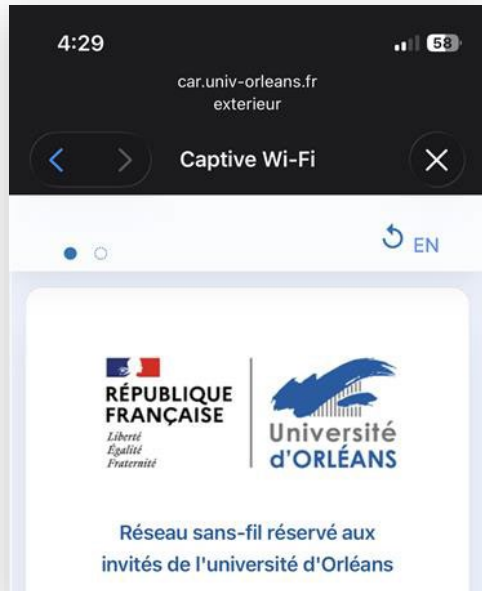 4:29
58
car.univ-orleans.fr
exterieur
Captive Wi-Fi
EN
RÉPUBLIQUE
FRANÇAISE
Liberté
Égalité
Fraternité
Université
d'ORLÉANS
Réseau sans-fil réservé aux
invités de l'université d'Orléans